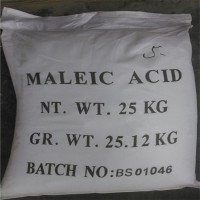 5.
MALEIC ACID
NT. WT. 25 KG
GR. WT. 25.12 KG
BATCH NO: BS01046